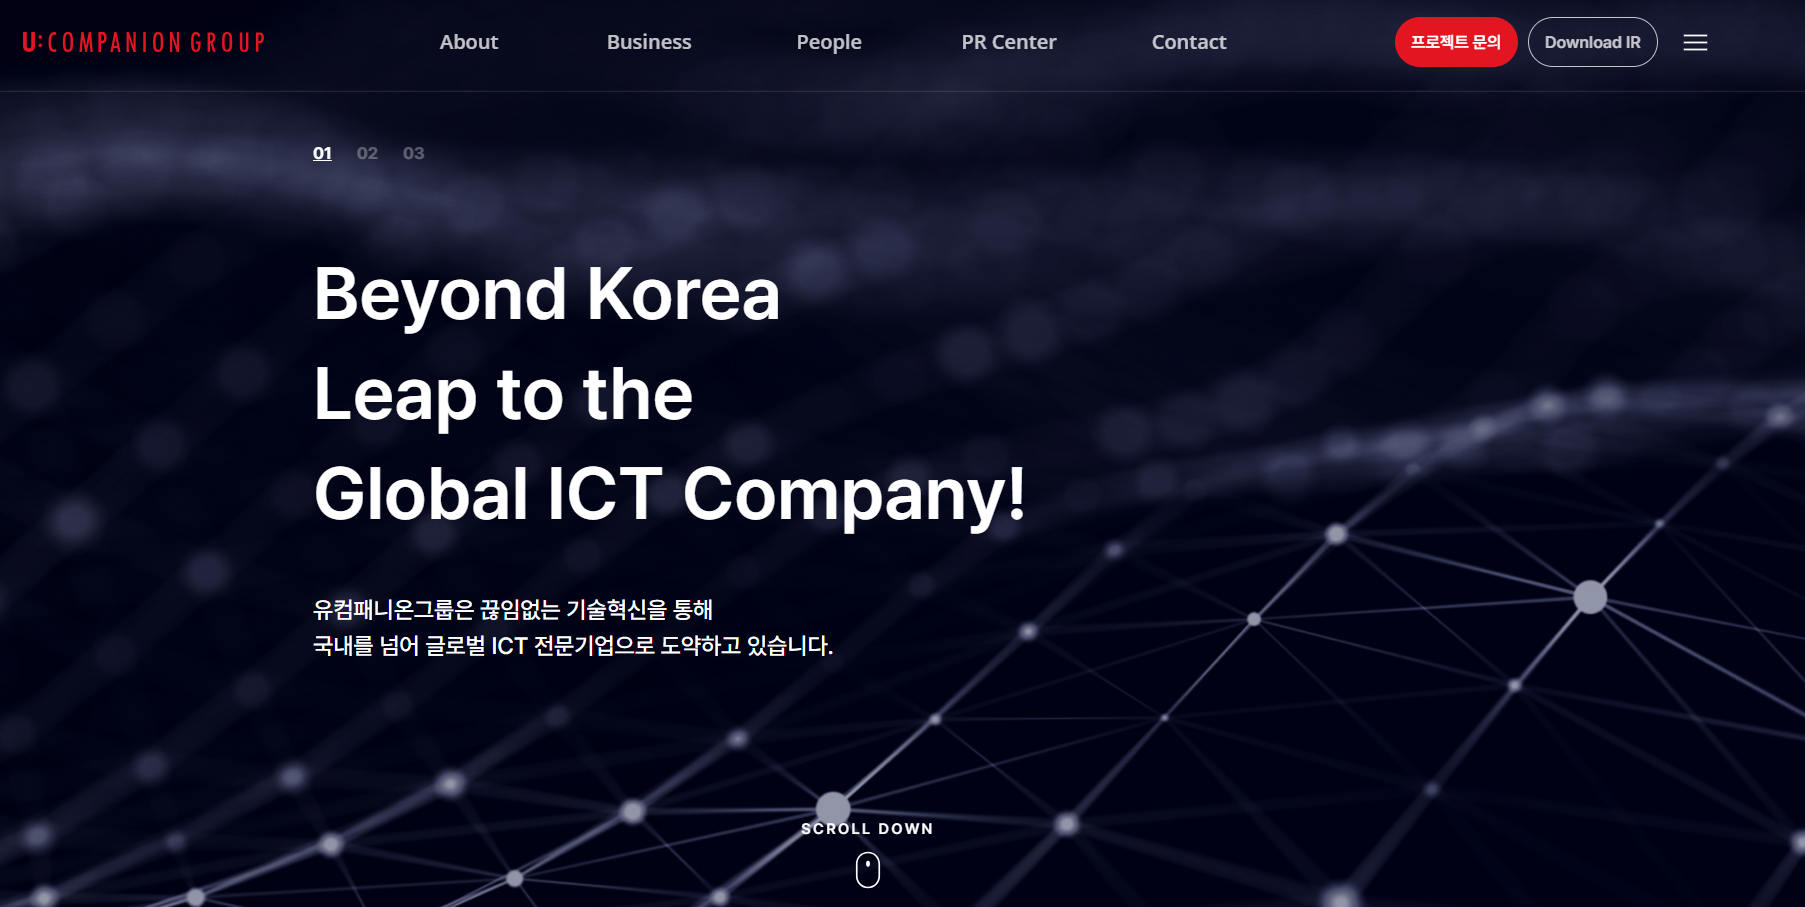 U:COMPANION GROUP
About
Business
People
PR Center
Contact
프로젝트 문의
Download IR
01 02 03
Beyond Korea
Leap to the
Global ICT Company!
유컴패니온그룹은 끊임없는 기술혁신을 통해
국내를 넘어 글로벌 ICT 전문기업으로 도약하고 있습니다.
SCROLL DOWN